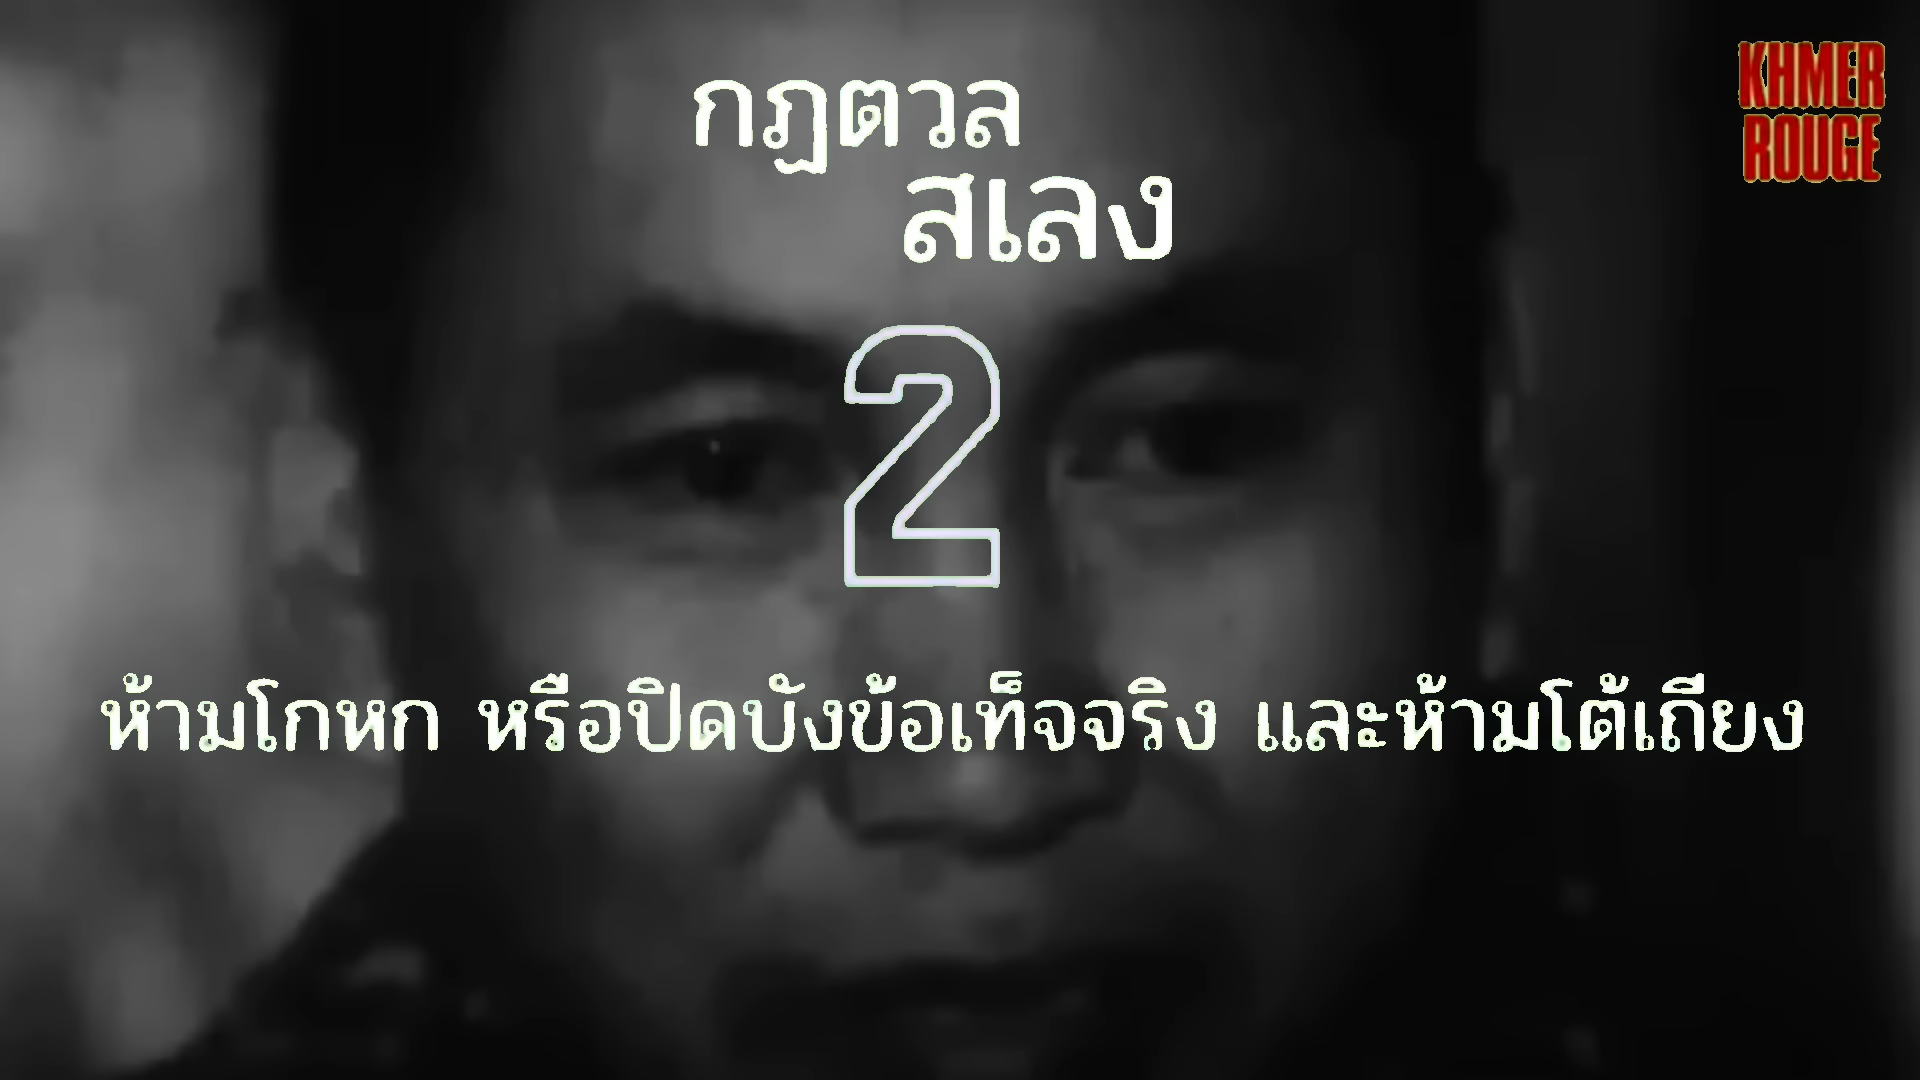 กฏตวล
สเลง
KHMER
ROUGE
2
ห้ามโกหก หรือปิดบังข้อเท็จจริง และห้ามโต้เถียง